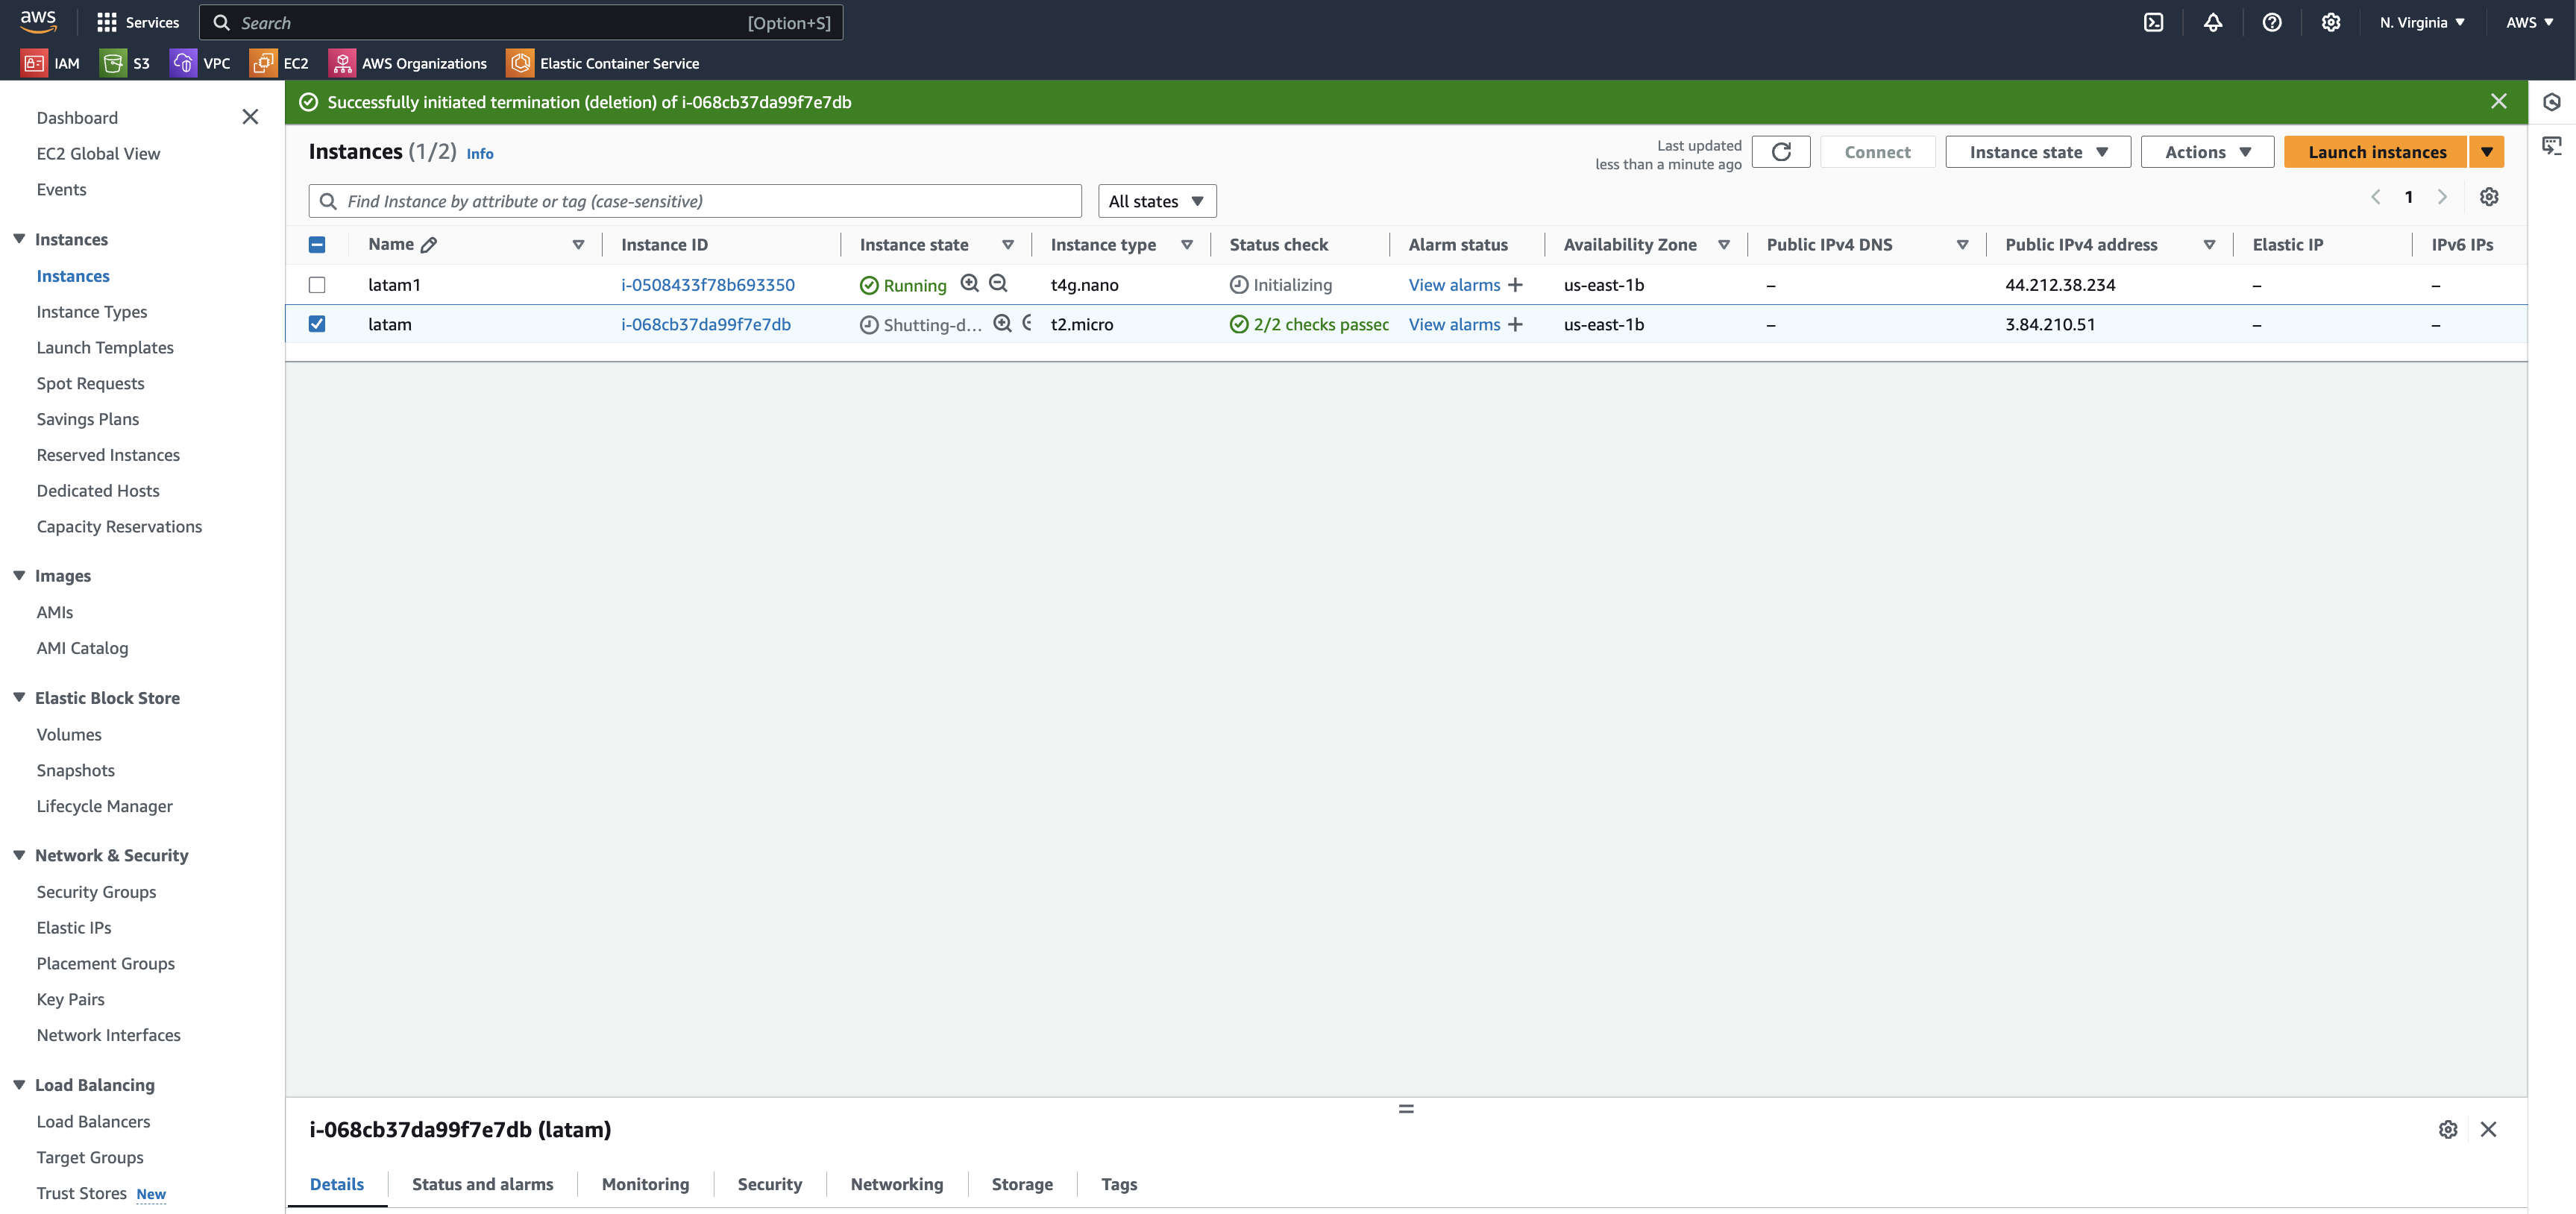 aws Services Search [Option+S] N. Virginia AWS
IAM S3 VPC EC2 AWS Organizations Elastic Container Service
Successfully initiated termination (deletion) of i-068cb37da99f7e7db
Dashboard
EC2 Global View
Events
Instances
Instances
Instance Types
Launch Templates
Spot Requests
Savings Plans
Reserved Instances
Dedicated Hosts
Capacity Reservations
Images
AMIs
AMI Catalog
Elastic Block Store
Volumes
Snapshots
Lifecycle Manager
Network & Security
Security Groups
Elastic IPs
Placement Groups
Key Pairs
Network Interfaces
Load Balancing
Load Balancers
Target Groups
Trust Stores New
Instances (1/2) Info
Last updated
less than a minute ago
Connect Instance state Actions Launch instances
Find Instance by attribute or tag (case-sensitive) All states 1
Name Instance ID Instance state Instance type Status check Alarm status Availability Zone Public IPv4 DNS Public IPv4 address Elastic IP IPv6 IPs
latam1 i-0508433f78b693350 Running t4g.nano Initializing View alarms + us-east-1b – 44.212.38.234 – –
latam i-068cb37da99f7e7db Shutting-d... t2.micro 2/2 checks passec View alarms + us-east-1b – 3.84.210.51 – –
i-068cb37da99f7e7db (latam)
Details Status and alarms Monitoring Security Networking Storage Tags